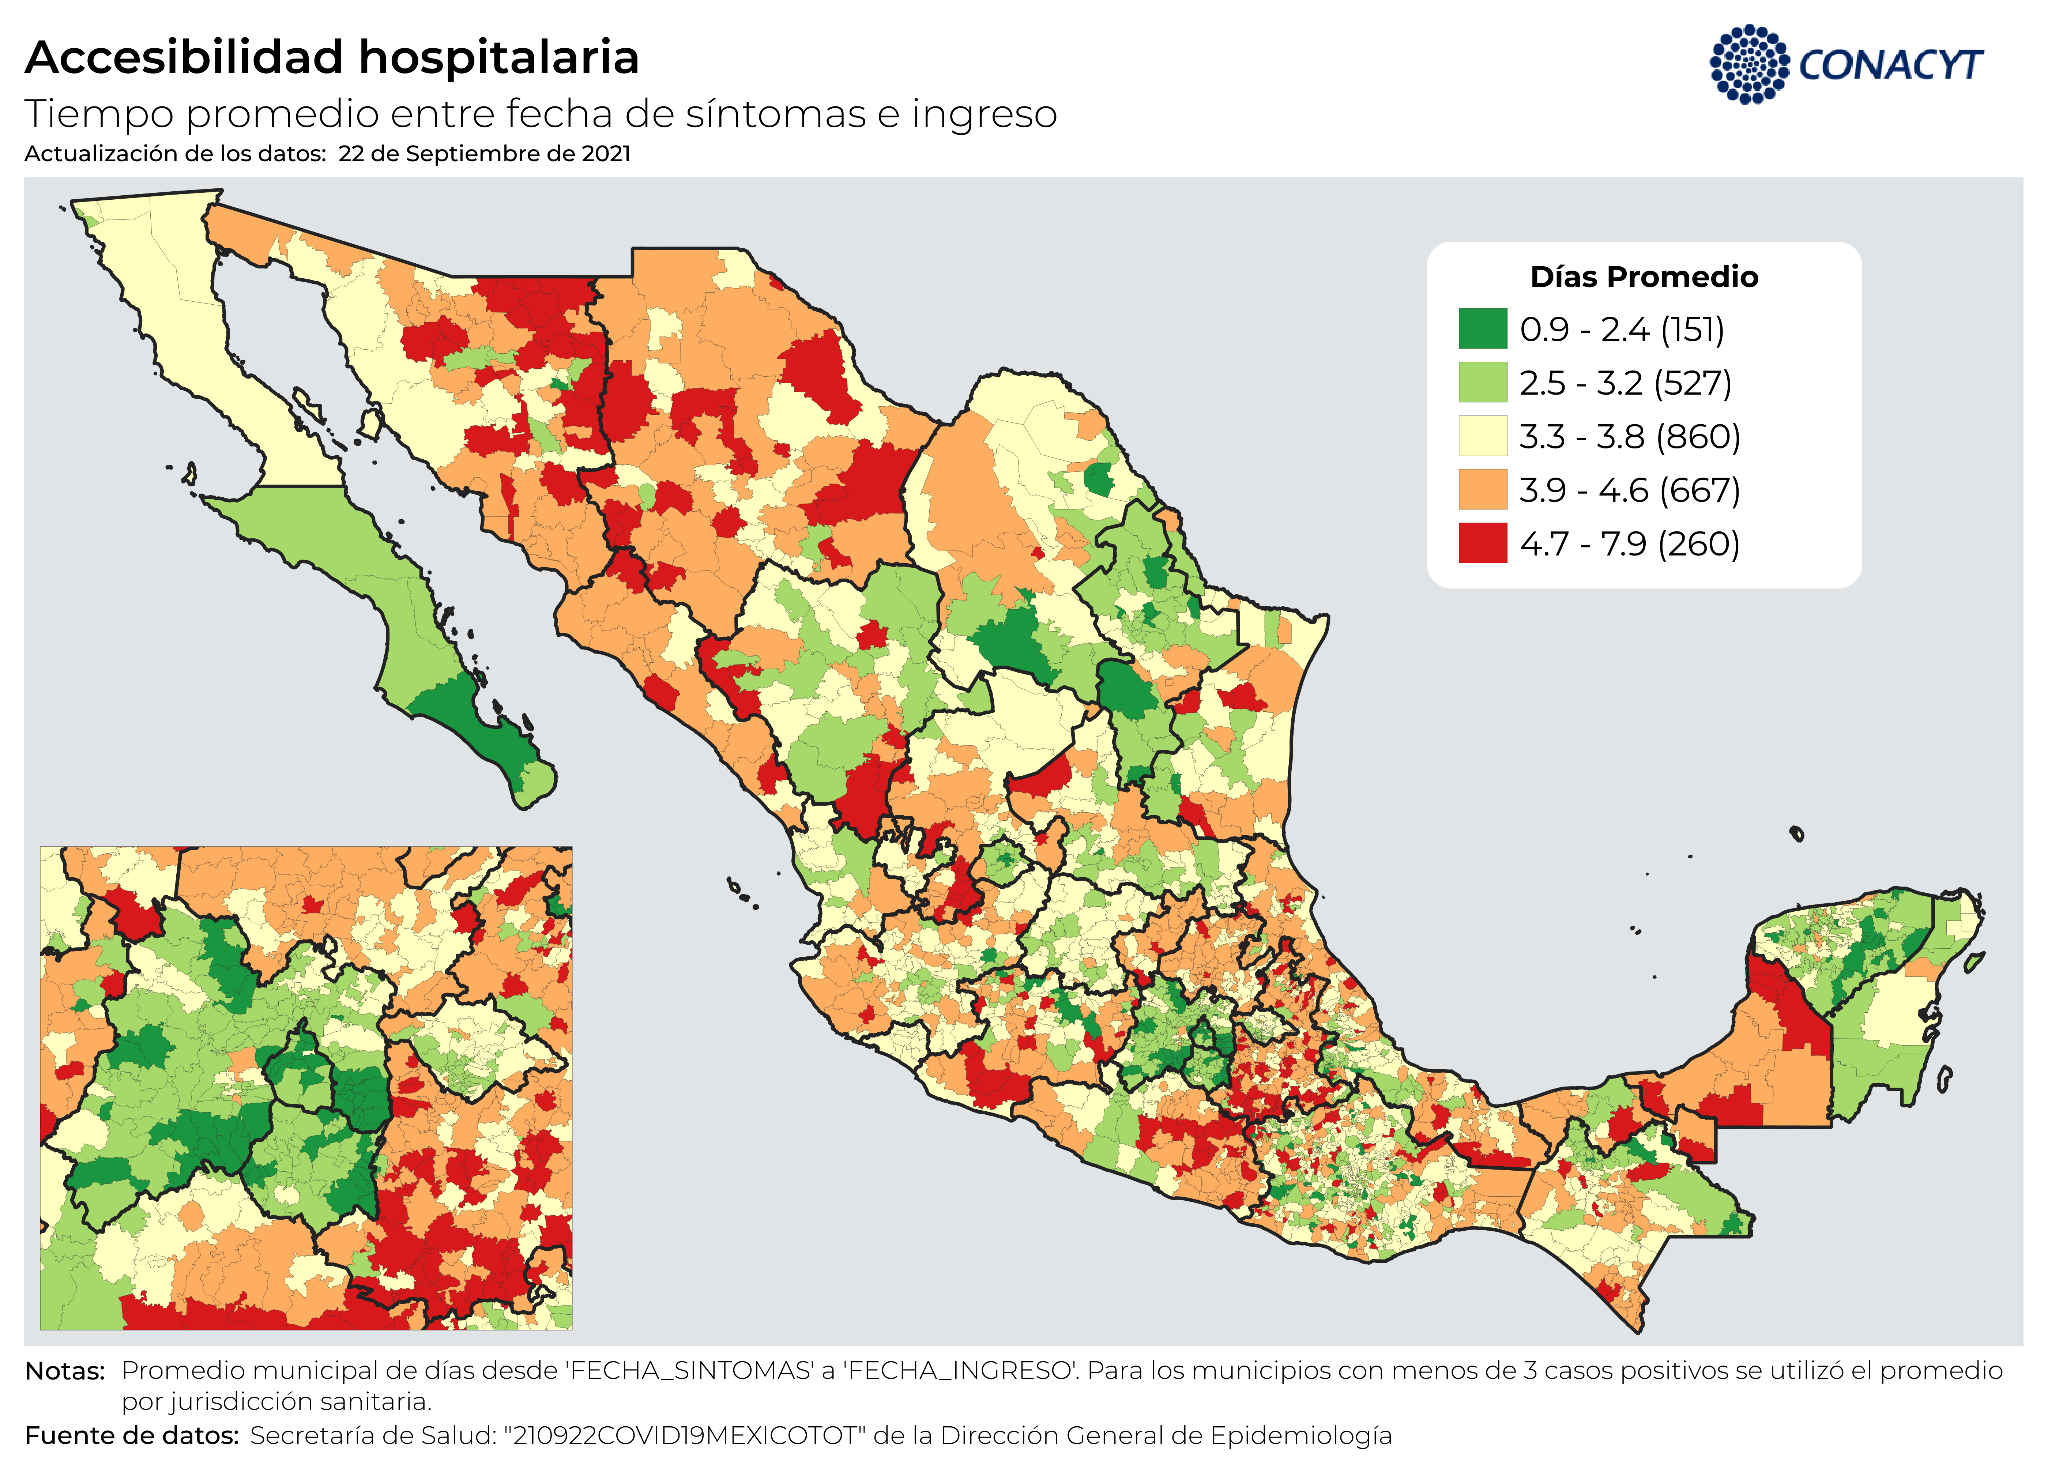 Accesibilidad hospitalaria
CONACYT
Tiempo promedio entre fecha de síntomas e ingreso
Actualización de los datos: 22 de Septiembre de 2021
Días Promedio
0.9 - 2.4 (151)
2.5 - 3.2 (527)
3.3 - 3.8 (860)
3.9 - 4.6 (667)
4.7 - 7.9 (260)
Notas: Promedio municipal de días desde 'FECHA_SINTOMAS' a 'FECHA_INGRESO'. Para los municipios con menos de 3 casos positivos se utilizó el promedio
por jurisdicción sanitaria.
Fuente de datos: Secretaría de Salud: "210922COVID19MEXICOTOT" de la Dirección General de Epidemiología